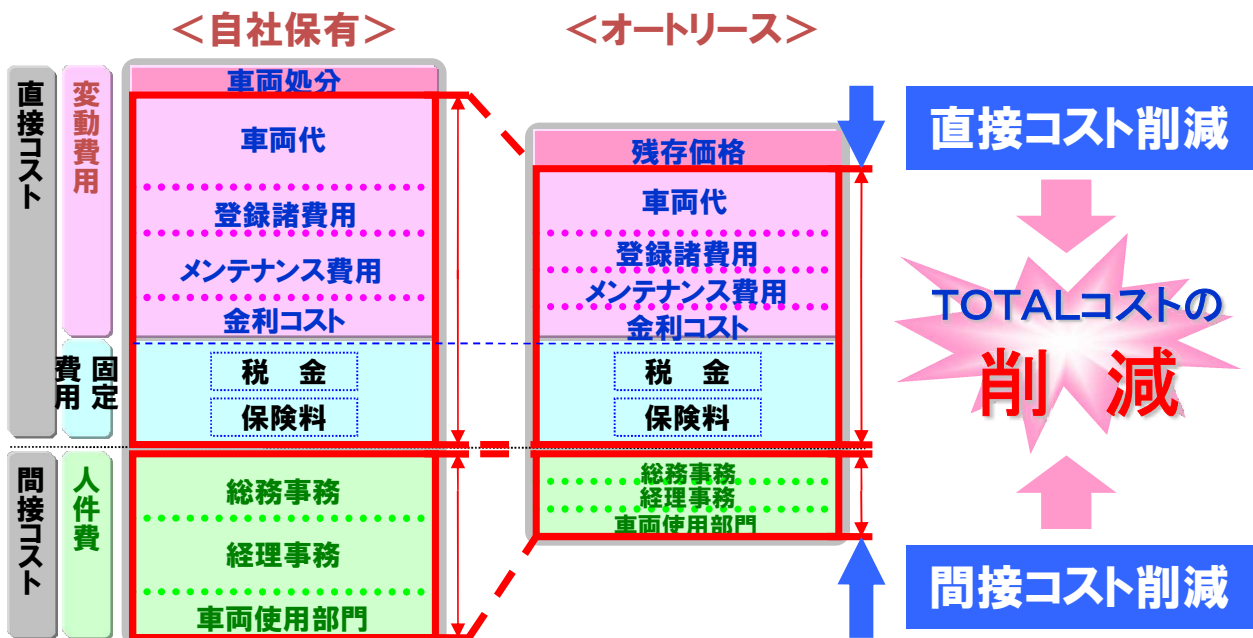 <自社保有>
<オートリース>
直接コスト
変動費用
固定
費用
間接コスト
人件費
車両処分
車両代
登録諸費用
メンテナンス費用
金利コスト
税 金
保険料
総務事務
経理事務
車両使用部門
残存価格
車両代
登録諸費用
メンテナンス費用
金利コスト
税 金
保険料
総務事務
経理事務
車両使用部門
直接コスト削減
TOTALコストの
削 減
間接コスト削減